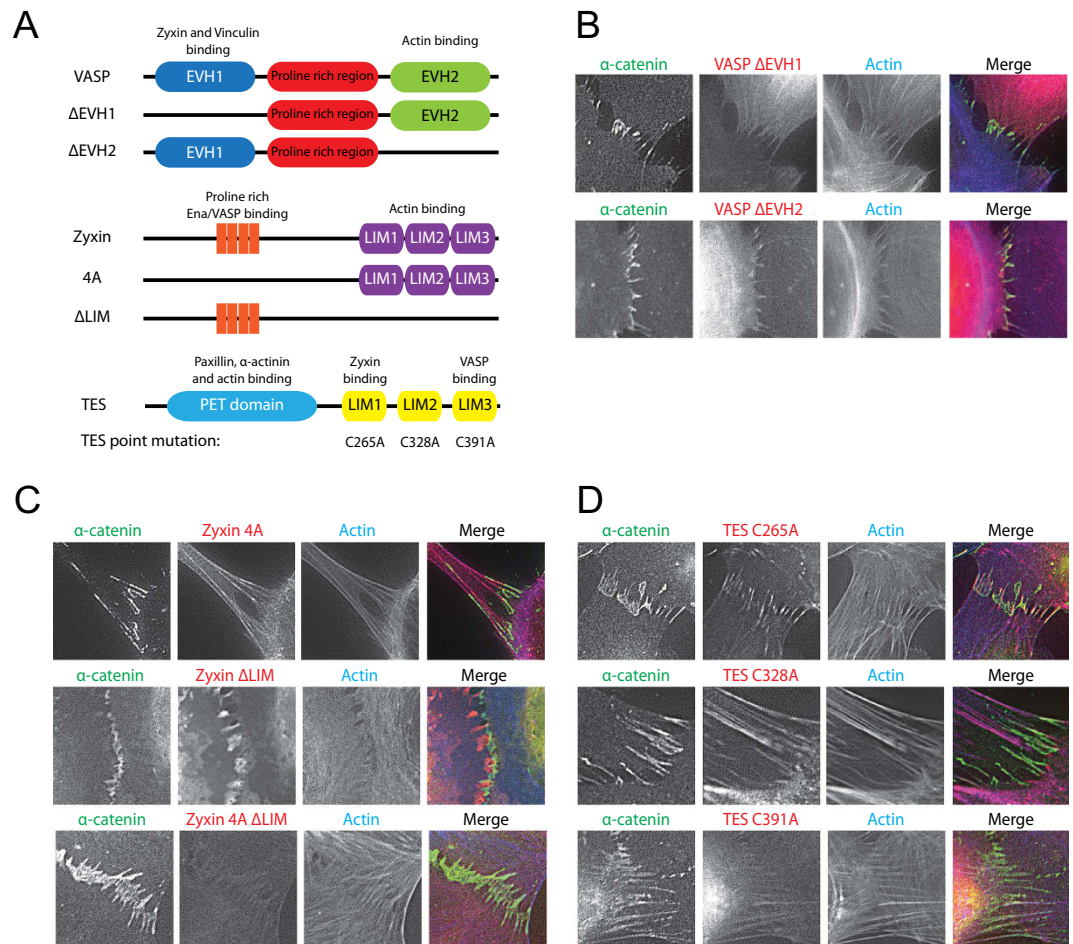 A
Zyxin and Vinculin
binding
Actin binding
VASP
EVH1
Proline rich region
EVH2
ΔEVH1
Proline rich region
EVH2
ΔEVH2
EVH1
Proline rich region
Proline rich
Ena/VASP binding
Actin binding
Zyxin
LIM1
LIM2
LIM3
4A
LIM1
LIM2
LIM3
ΔLIM
Paxillin, α-actinin
and actin binding
Zyxin
binding
VASP
binding
TES
PET domain
LIM1
LIM2
LIM3
TES point mutation:
C265A
C328A
C391A
B
α-catenin
VASP ΔEVH1
Actin
Merge
α-catenin
VASP ΔEVH2
Actin
Merge
C
α-catenin
Zyxin 4A
Actin
Merge
α-catenin
Zyxin ΔLIM
Actin
Merge
α-catenin
Zyxin 4A ΔLIM
Actin
Merge
D
α-catenin
TES C265A
Actin
Merge
α-catenin
TES C328A
Actin
Merge
α-catenin
TES C391A
Actin
Merge